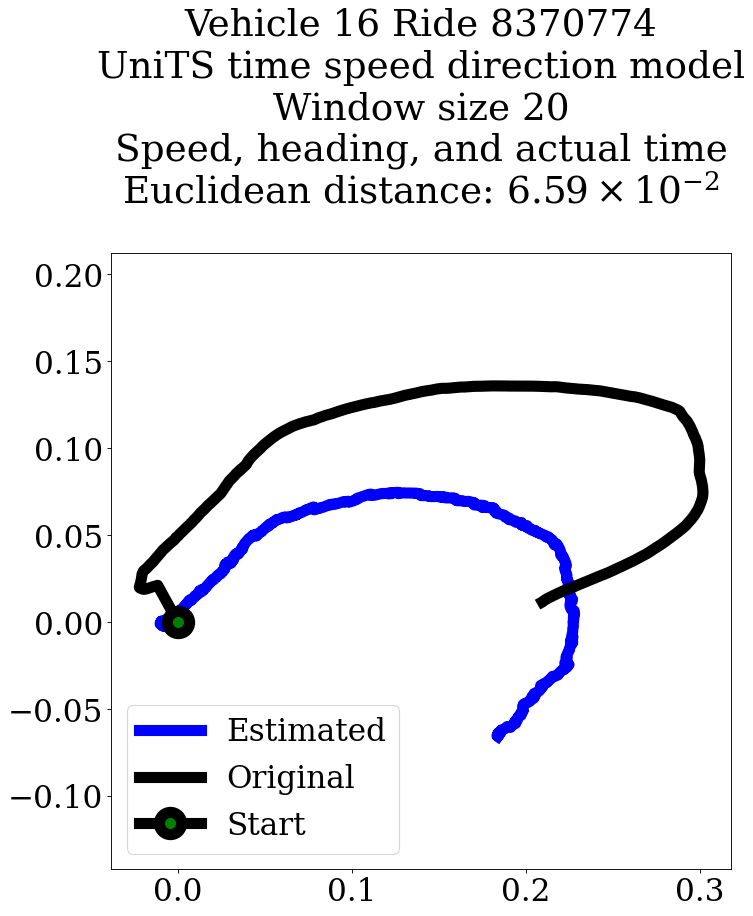 Vehicle 16 Ride 8370774
UniTS time speed direction model
Window size 20
Speed, heading, and actual time
Euclidean distance: 6.59 × 10⁻²
0.20
0.15
0.10
0.05
0.00
−0.05
−0.10
Estimated
Original
Start
0.0 0.1 0.2 0.3